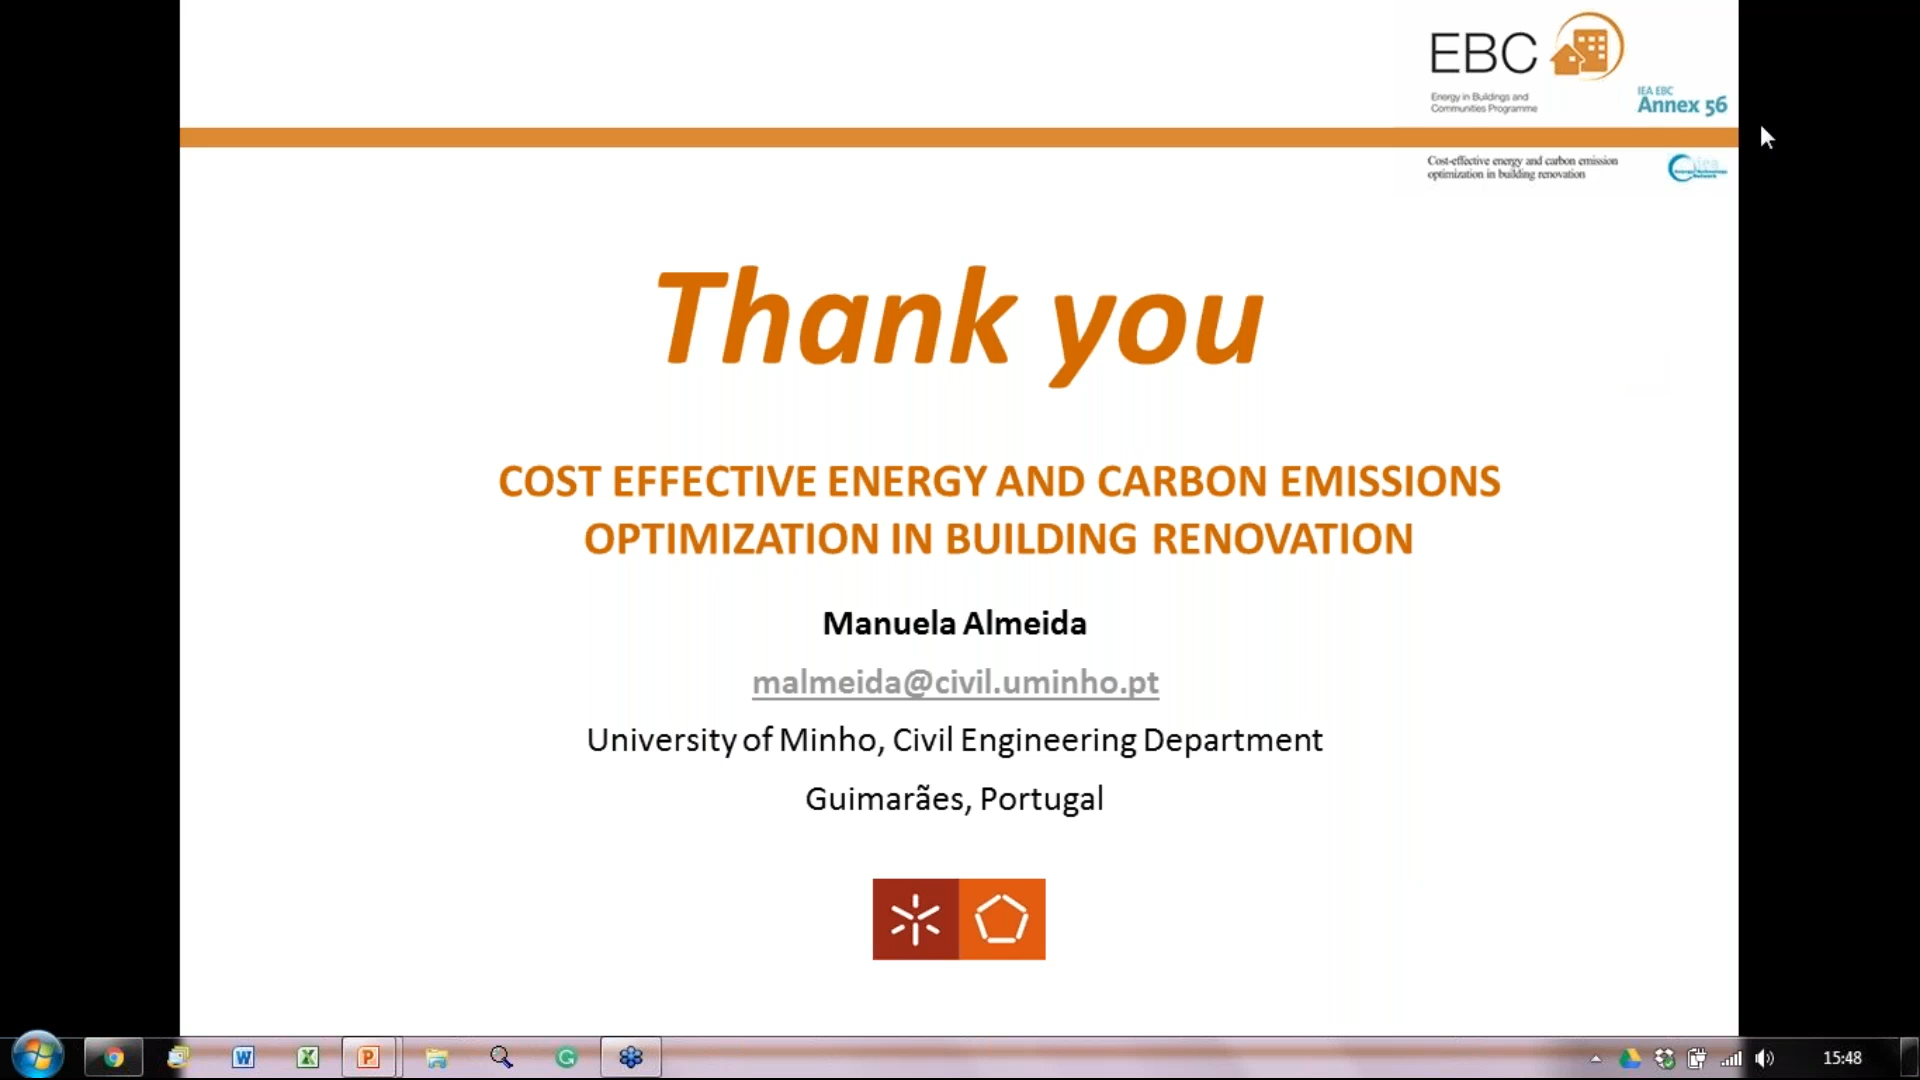 EBC
Energy in Buildings and
Communities Programme
IEA EBC
Annex 56
Cost-effective energy and carbon emission
optimization in building renovation
iea
Thank you
COST EFFECTIVE ENERGY AND CARBON EMISSIONS
OPTIMIZATION IN BUILDING RENOVATION
Manuela Almeida
malmeida@civil.uminho.pt
University of Minho, Civil Engineering Department
Guimarães, Portugal
15:48